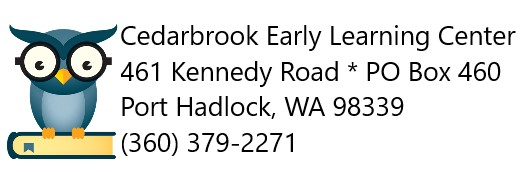 Cedarbrook Early Learning Center
461 Kennedy Road * PO Box 460
Port Hadlock, WA 98339
(360) 379-2271